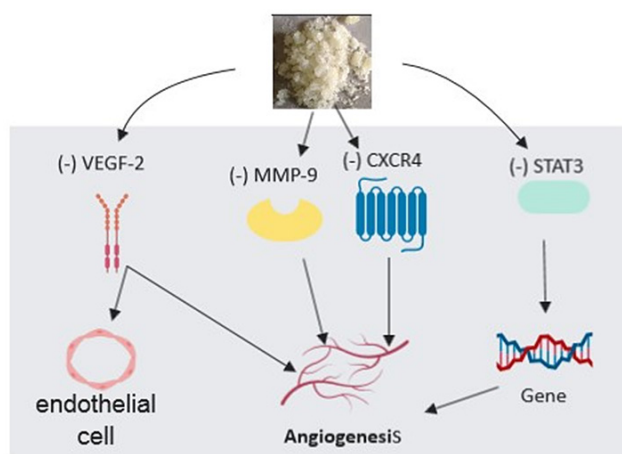 (-) VEGF-2
(-) MMP-9
(-) CXCR4
(-) STAT3
endothelial
cell
Angiogenesis
Gene